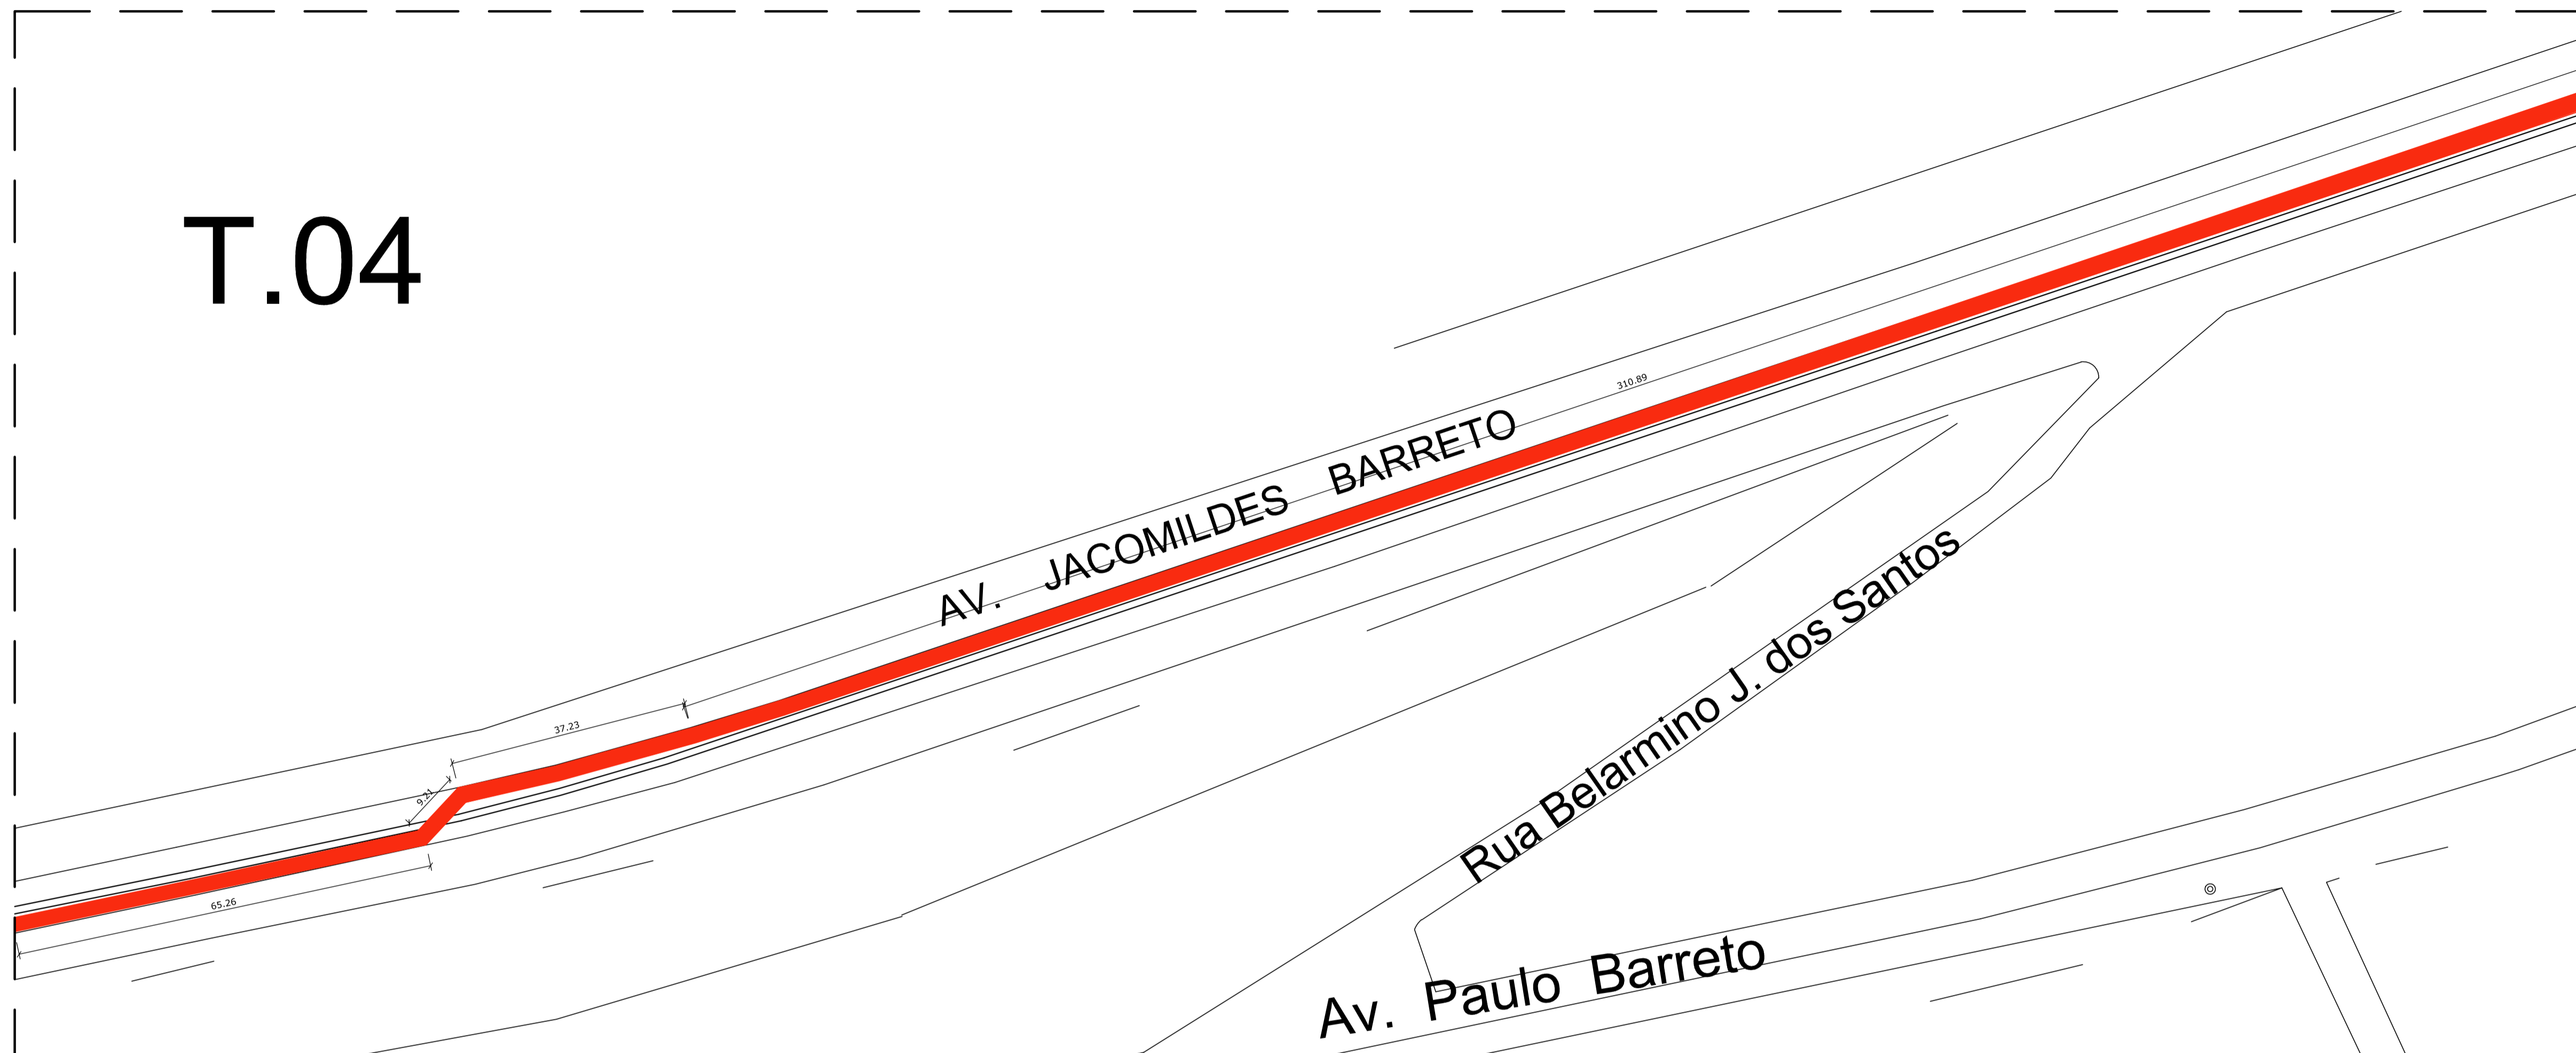 T.04
310.89
AV. JACOMILDES BARRETO
37.23
9.21
65.26
Rua Belarmino J. dos Santos
Av. Paulo Barreto